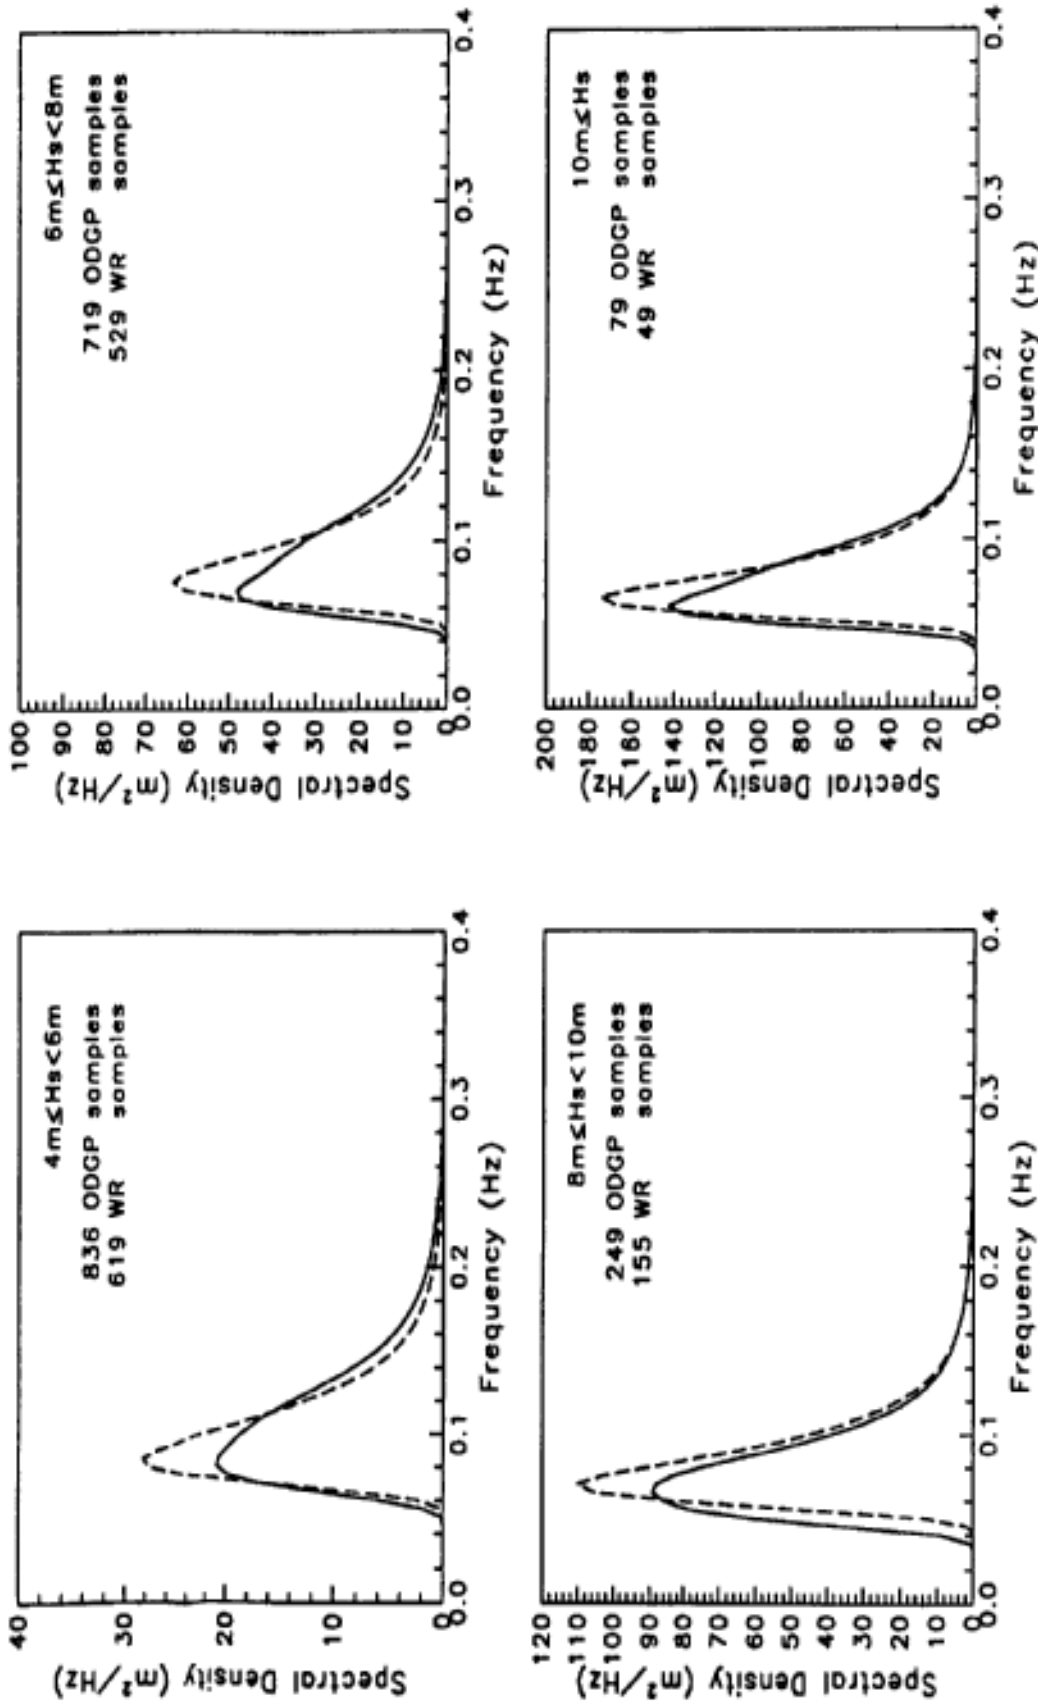 4m≤Hs<6m
836 ODGP samples
619 WR samples
Spectral Density (m²/Hz)
40
30
20
10
0
0.0 0.1 0.2 0.3 0.4
Frequency (Hz)
6m≤Hs<8m
719 ODGP samples
529 WR samples
Spectral Density (m²/Hz)
100
90
80
70
60
50
40
30
20
10
0
0.0 0.1 0.2 0.3 0.4
Frequency (Hz)
8m≤Hs<10m
249 ODGP samples
155 WR samples
Spectral Density (m²/Hz)
120
110
100
90
80
70
60
50
40
30
20
10
0
0.0 0.1 0.2 0.3 0.4
Frequency (Hz)
10m≤Hs
79 ODGP samples
49 WR samples
Spectral Density (m²/Hz)
200
180
160
140
120
100
80
60
40
20
0
0.0 0.1 0.2 0.3 0.4
Frequency (Hz)